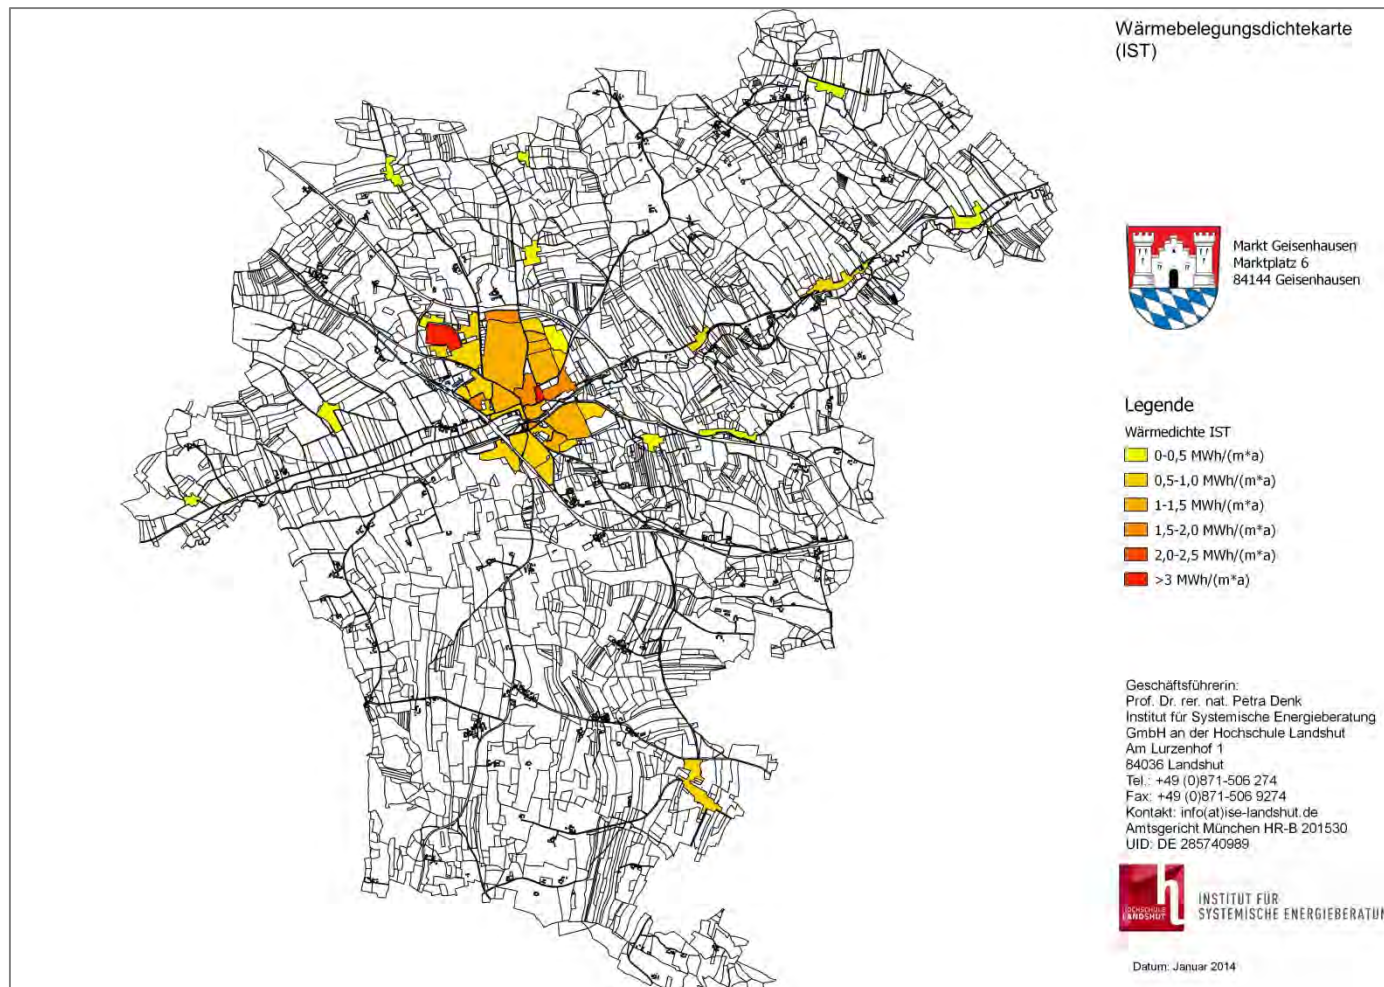 Wärmebelegungsdichtekarte
(IST)
Markt Geisenhausen
Marktplatz 6
84144 Geisenhausen
Legende
Wärmedichte IST
0-0,5 MWh/(m*a)
0,5-1,0 MWh/(m*a)
1-1,5 MWh/(m*a)
1,5-2,0 MWh/(m*a)
2,0-2,5 MWh/(m*a)
>3 MWh/(m*a)
Geschäftsführerin:
Prof. Dr. rer. nat. Petra Denk
Institut für Systemische Energieberatung
GmbH an der Hochschule Landshut
Am Lurzenhof 1
84036 Landshut
Tel.: +49 (0)871-506 274
Fax: +49 (0)871-506 9274
Kontakt: info(at)ise-landshut.de
Amtsgericht München HR-B 201530
UID: DE 285740989
HOCHSCHULE
LANDSHUT
INSTITUT FÜR
SYSTEMISCHE ENERGIEBERATUN
Datum: Januar 2014